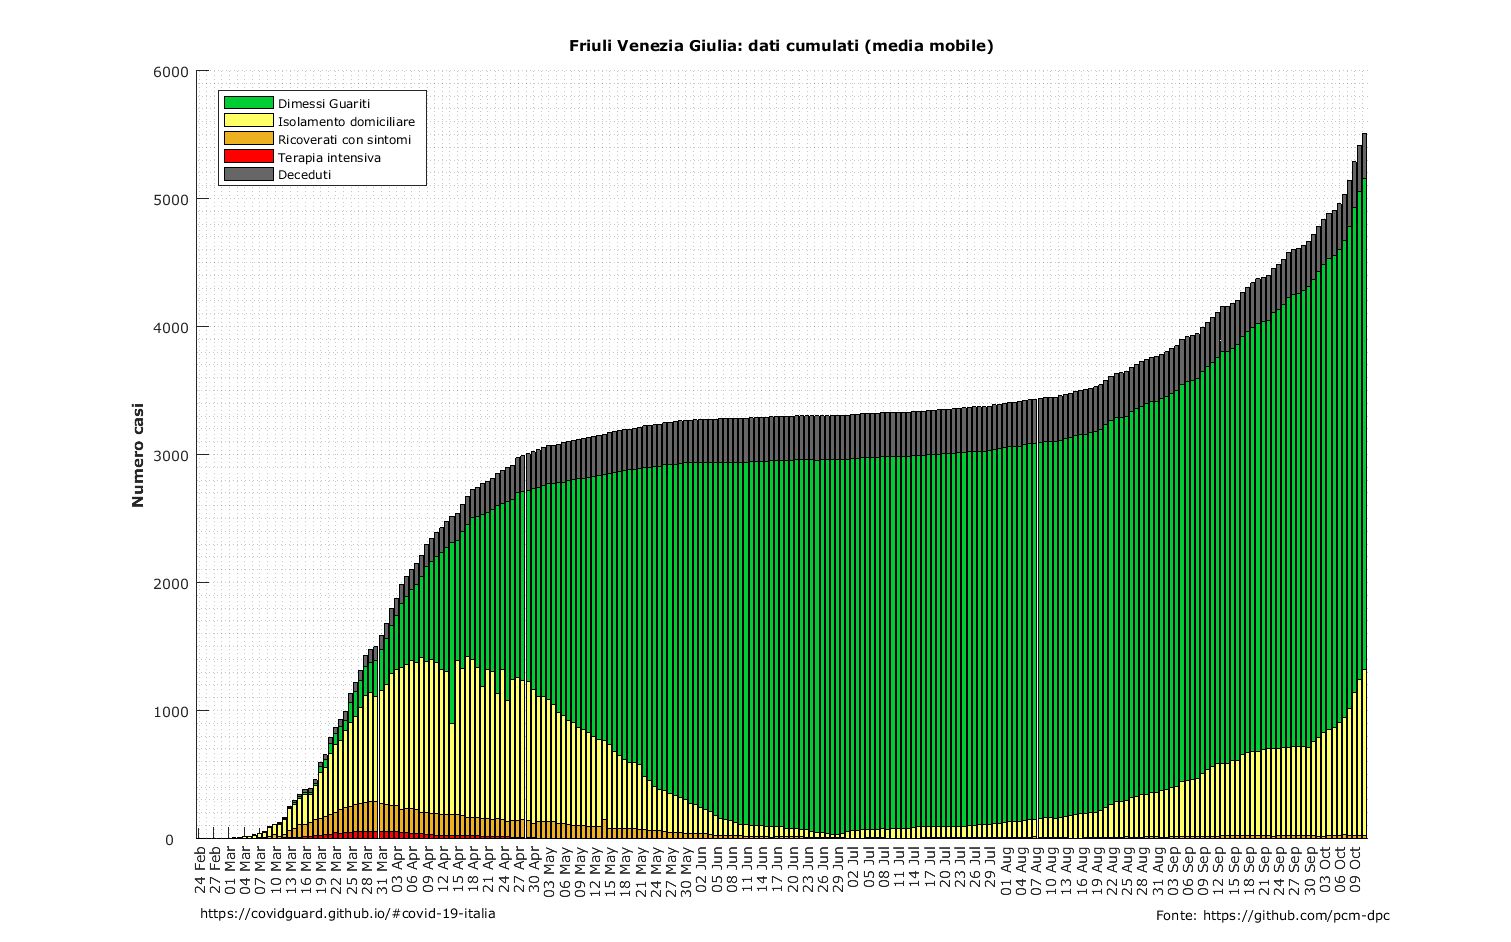 Friuli Venezia Giulia: dati cumulati (media mobile)
6000
5000
4000
3000
2000
1000
0
Numero casi
Dimessi Guariti
Isolamento domiciliare
Ricoverati con sintomi
Terapia intensiva
Deceduti
24 Feb
27 Feb
01 Mar
04 Mar
07 Mar
10 Mar
13 Mar
16 Mar
19 Mar
22 Mar
25 Mar
28 Mar
31 Mar
03 Apr
06 Apr
09 Apr
12 Apr
15 Apr
18 Apr
21 Apr
24 Apr
27 Apr
30 Apr
03 May
06 May
09 May
12 May
15 May
18 May
21 May
24 May
27 May
30 May
02 Jun
05 Jun
08 Jun
11 Jun
14 Jun
17 Jun
20 Jun
23 Jun
26 Jun
29 Jun
02 Jul
05 Jul
08 Jul
11 Jul
14 Jul
17 Jul
20 Jul
23 Jul
26 Jul
29 Jul
01 Aug
04 Aug
07 Aug
10 Aug
13 Aug
16 Aug
19 Aug
22 Aug
25 Aug
28 Aug
31 Aug
03 Sep
06 Sep
09 Sep
12 Sep
15 Sep
18 Sep
21 Sep
24 Sep
27 Sep
30 Sep
03 Oct
06 Oct
09 Oct
https://covidguard.github.io/#covid-19-italia
Fonte: https://github.com/pcm-dpc